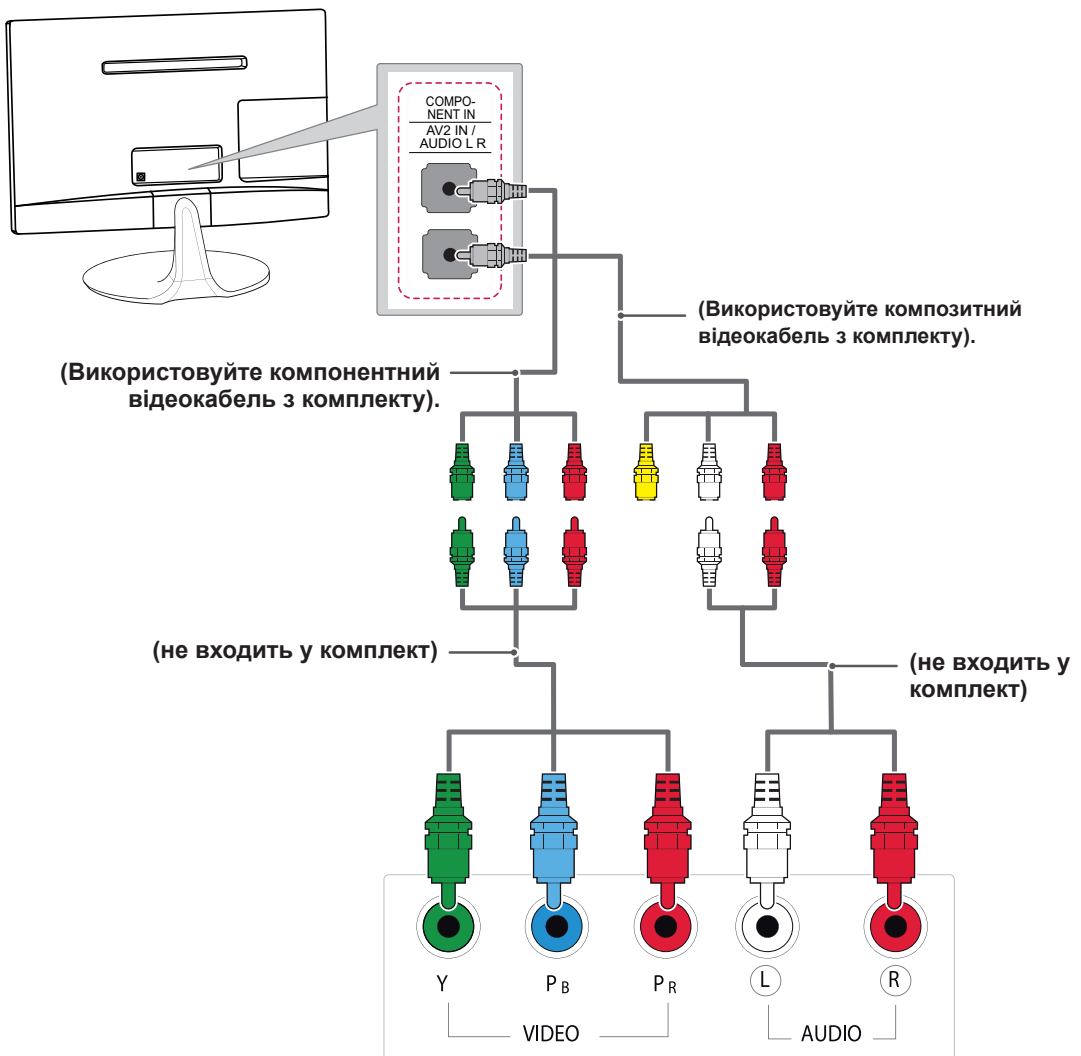 COMPO-
NENT IN
AV2 IN /
AUDIO L R
(Використовуйте композитний
відеокабель з комплекту).
(Використовуйте компонентний
відеокабель з комплекту).
(не входить у комплект)
(не входить у
комплект)
Y PB PR L R
VIDEO AUDIO